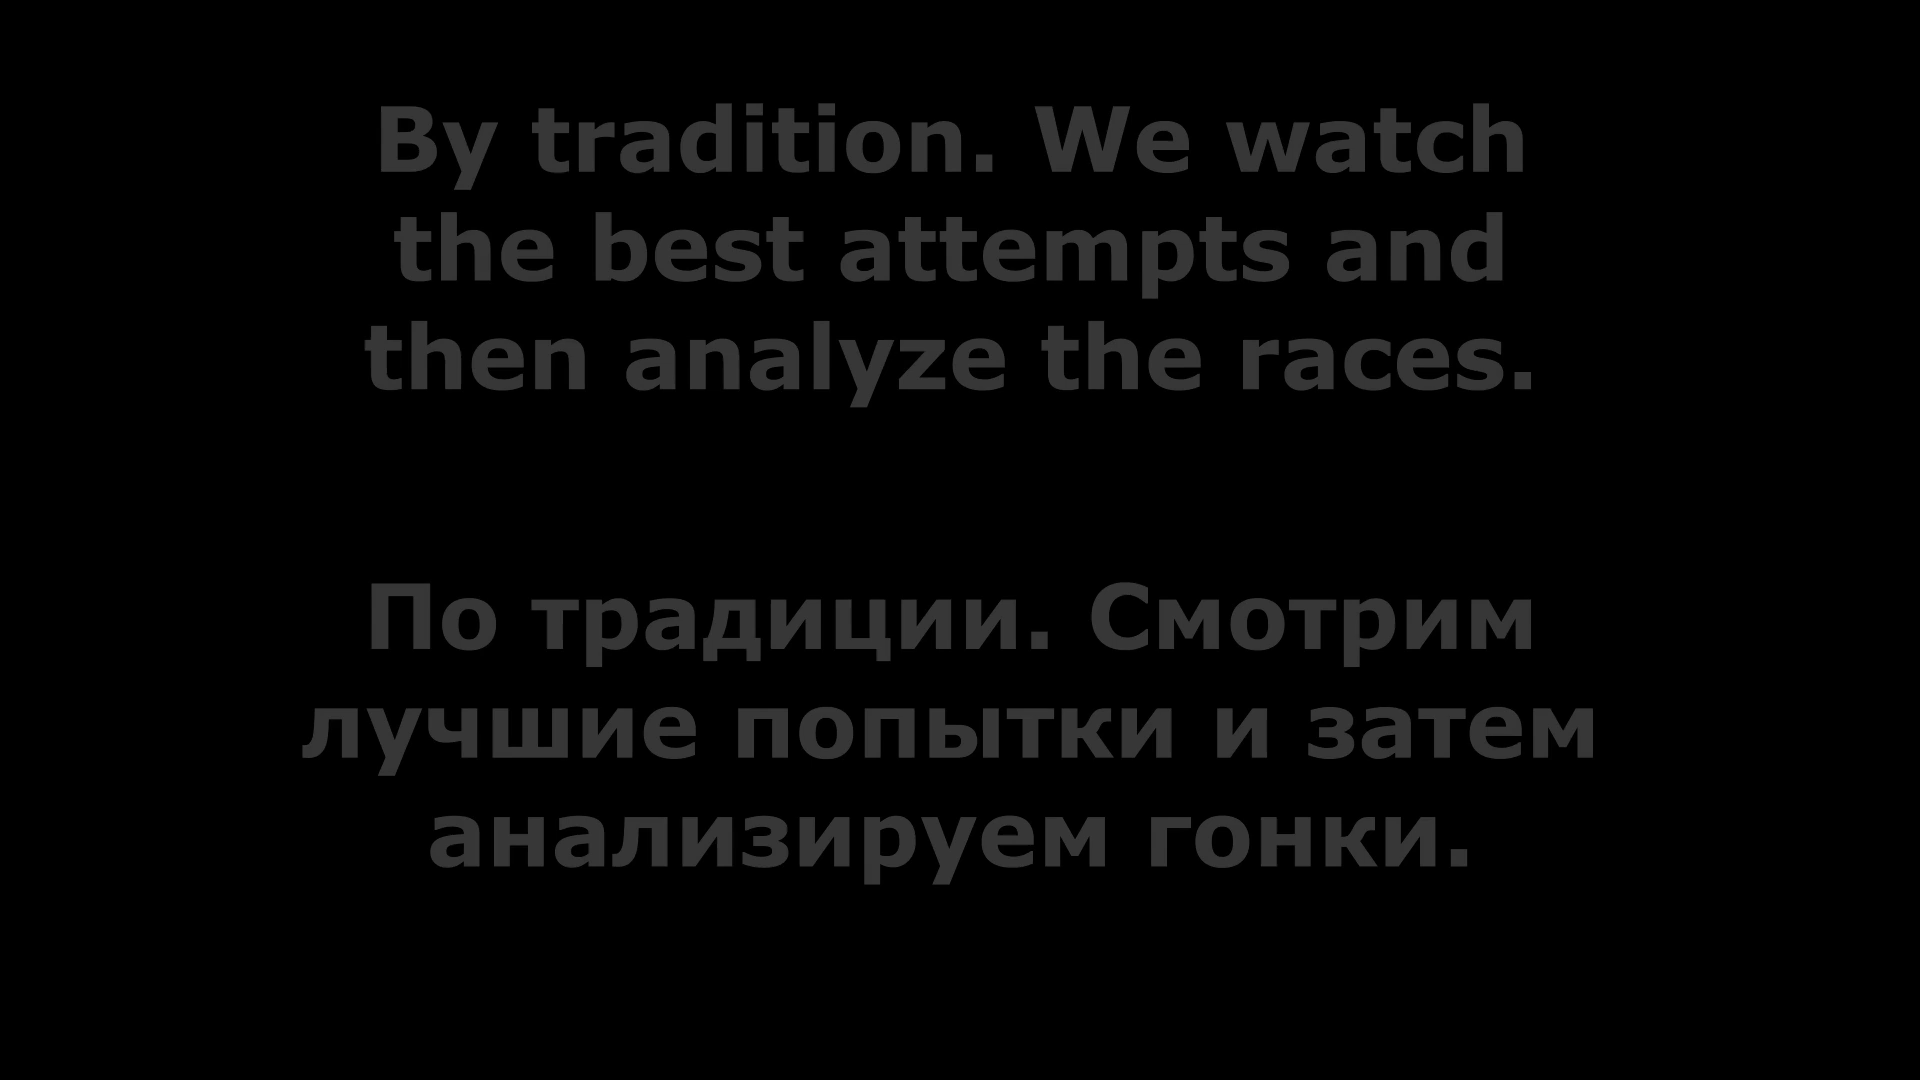 By tradition. We watch
the best attempts and
then analyze the races.
По традиции. Смотрим
лучшие попытки и затем
анализируем гонки.